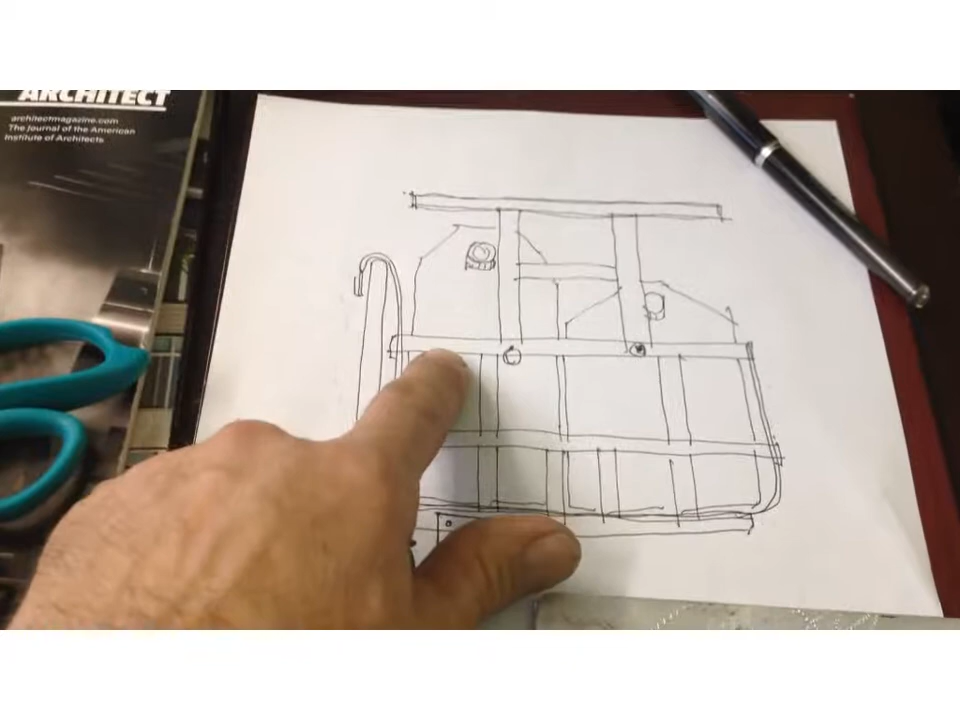 ARCHITECT
architectmagazine.com
The Journal of the American
Institute of Architects